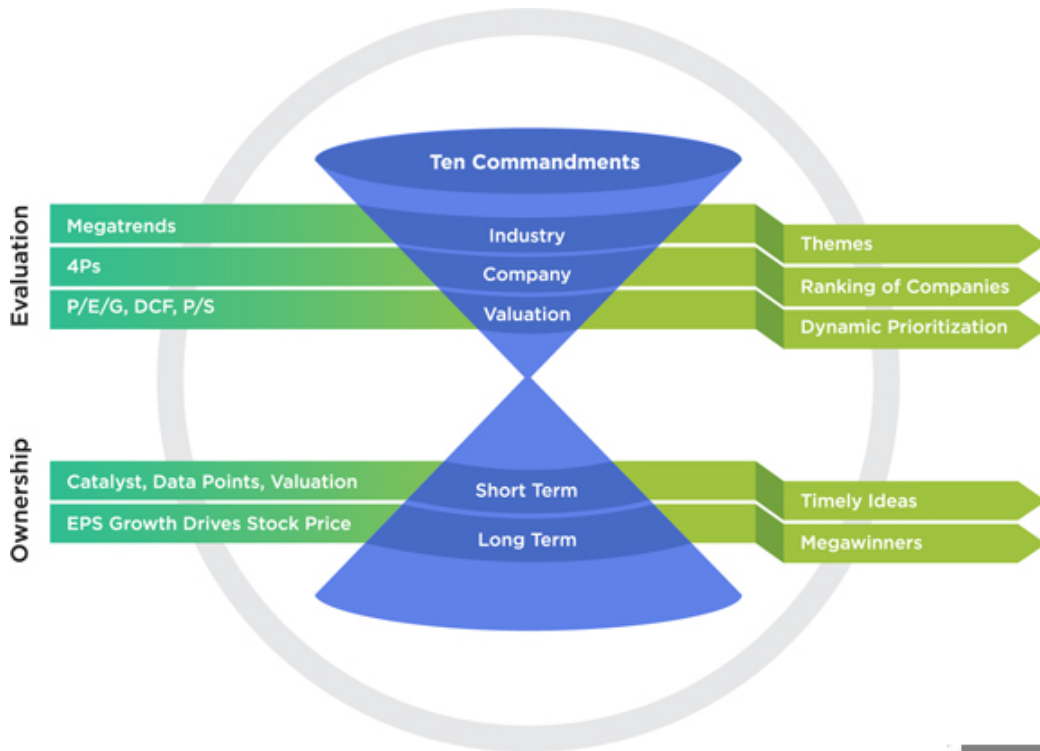 Ten Commandments
Evaluation
Megatrends
Industry
Themes
4Ps
Company
Ranking of Companies
P/E/G, DCF, P/S
Valuation
Dynamic Prioritization
Ownership
Catalyst, Data Points, Valuation
Short Term
Timely Ideas
EPS Growth Drives Stock Price
Long Term
Megawinners